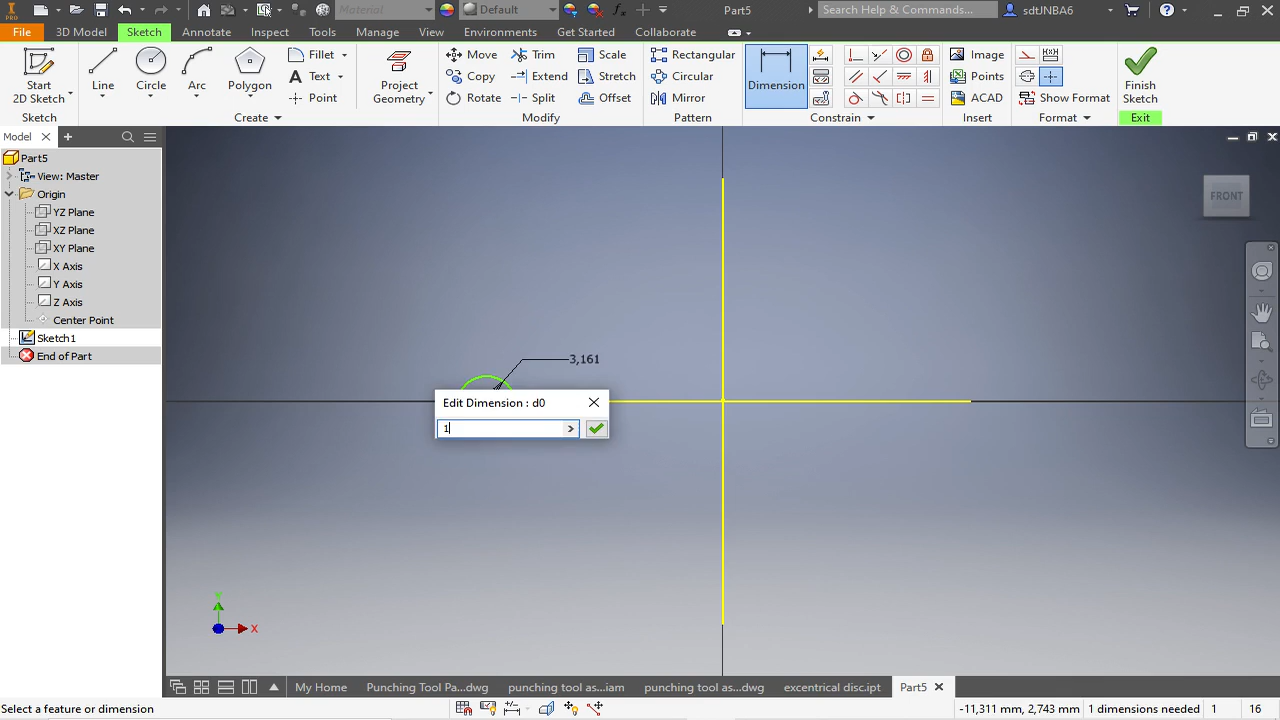 PRO
Material
Default
Part5
Search Help & Commands...
sdtJNBA6
File
3D Model
Sketch
Annotate
Inspect
Tools
Manage
View
Environments
Get Started
Collaborate
Start
2D Sketch
Line
Circle
Arc
Polygon
Fillet
Text
Point
Project
Geometry
Move
Copy
Rotate
Trim
Extend
Split
Scale
Stretch
Offset
Rectangular
Circular
Mirror
Dimension
Image
Points
ACAD
Show Format
Finish
Sketch
Sketch
Create
Modify
Pattern
Constrain
Insert
Format
Exit
Model
Part5
View: Master
Origin
YZ Plane
XZ Plane
XY Plane
X Axis
Y Axis
Z Axis
Center Point
Sketch1
End of Part
FRONT
3,161
Edit Dimension : d0
1
Y
X
My Home
Punching Tool Pa...dwg
punching tool as...iam
punching tool as...dwg
excentrical disc.ipt
Part5
Select a feature or dimension
-11,311 mm, 2,743 mm
1 dimensions needed
1
16